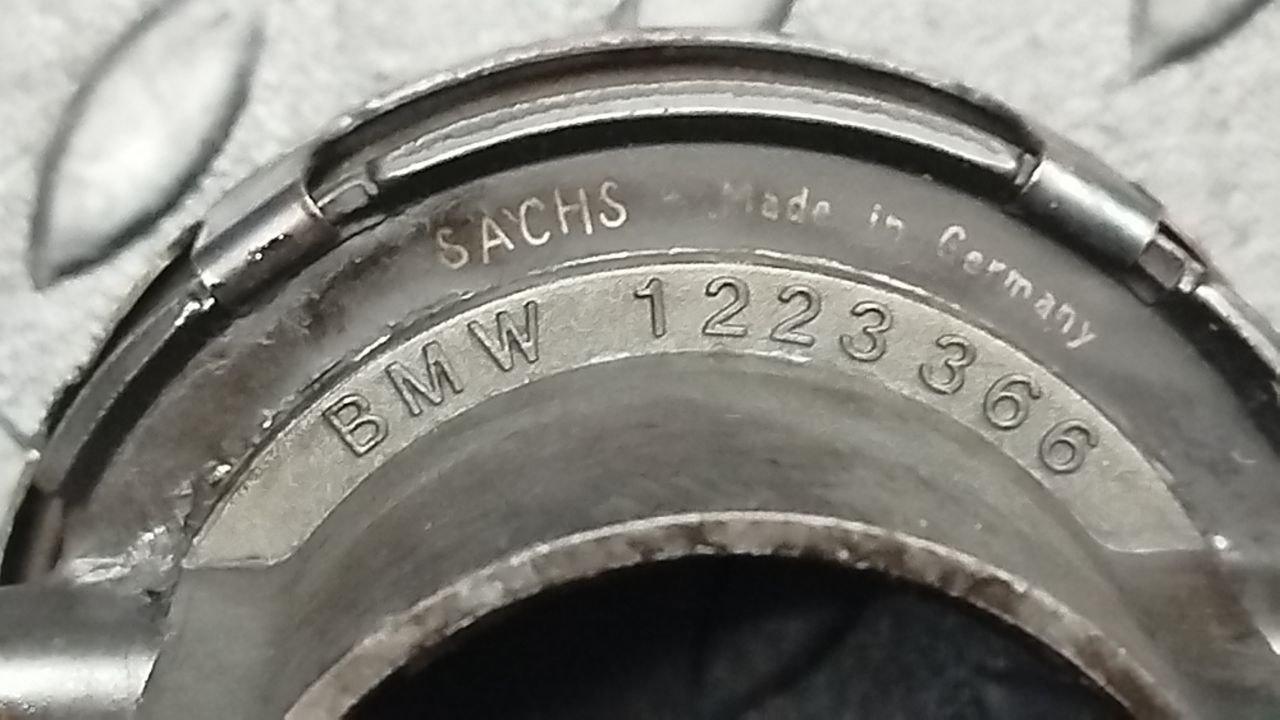 SACHS - Made in Germany
BMW 1223366